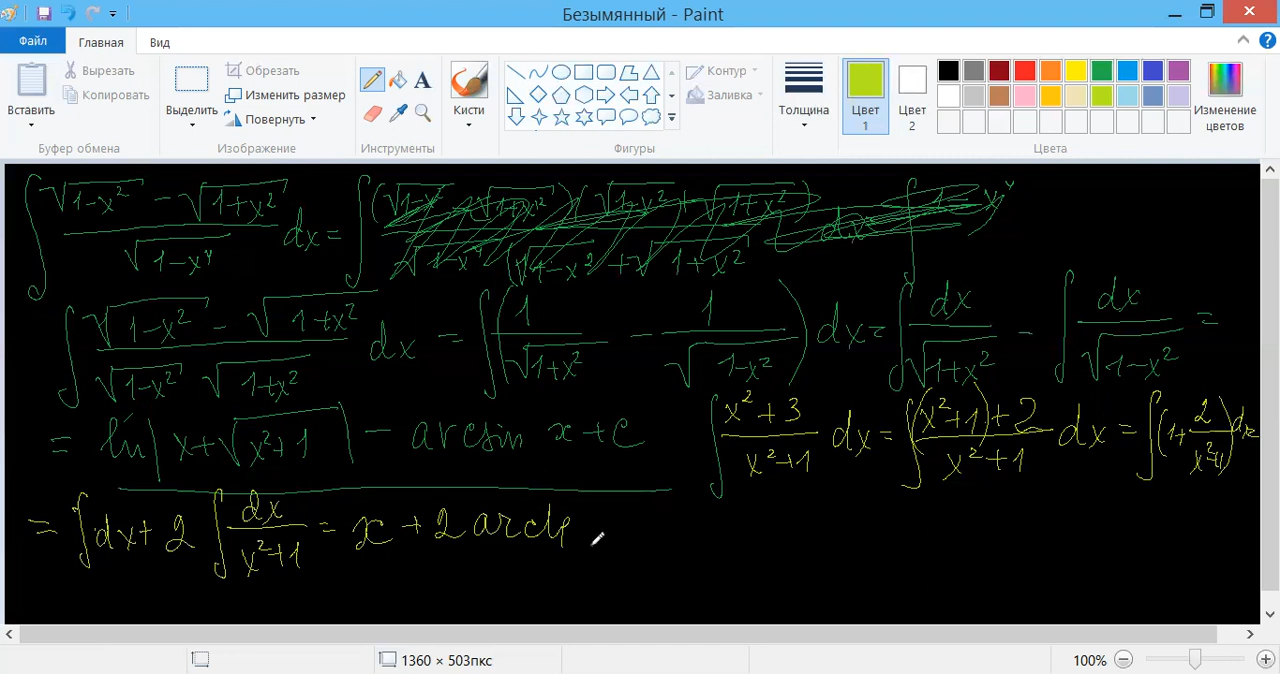 Безымянный - Paint
Файл Главная Вид
Вставить
Вырезать
Копировать
Буфер обмена
Выделить
Обрезать
Изменить размер
Повернуть
Изображение
Инструменты
Кисти
Контур
Заливка
Фигуры
Толщина
Цвет 1
Цвет 2
Изменение цветов
Цвета
∫ (√(1-x²) - √(1+x²)) / √(1-x⁴) dx = ∫
∫ (√(1-x²) - √(1+x²)) / (√(1-x²) √(1+x²)) dx = ∫ (1/√(1+x²) - 1/√(1-x²)) dx = ∫ dx/√(1+x²) - ∫ dx/√(1-x²) =
= ln|x+√(x²+1)| - arcsin x + c
∫ (x²+3)/(x²+1) dx = ∫ ((x²+1)+2)/(x²+1) dx = ∫ (1+ 2/(x²+1)) dx
= ∫ dx + 2 ∫ dx/(x²+1) = x + 2 arct
1360 × 503пкс
100%